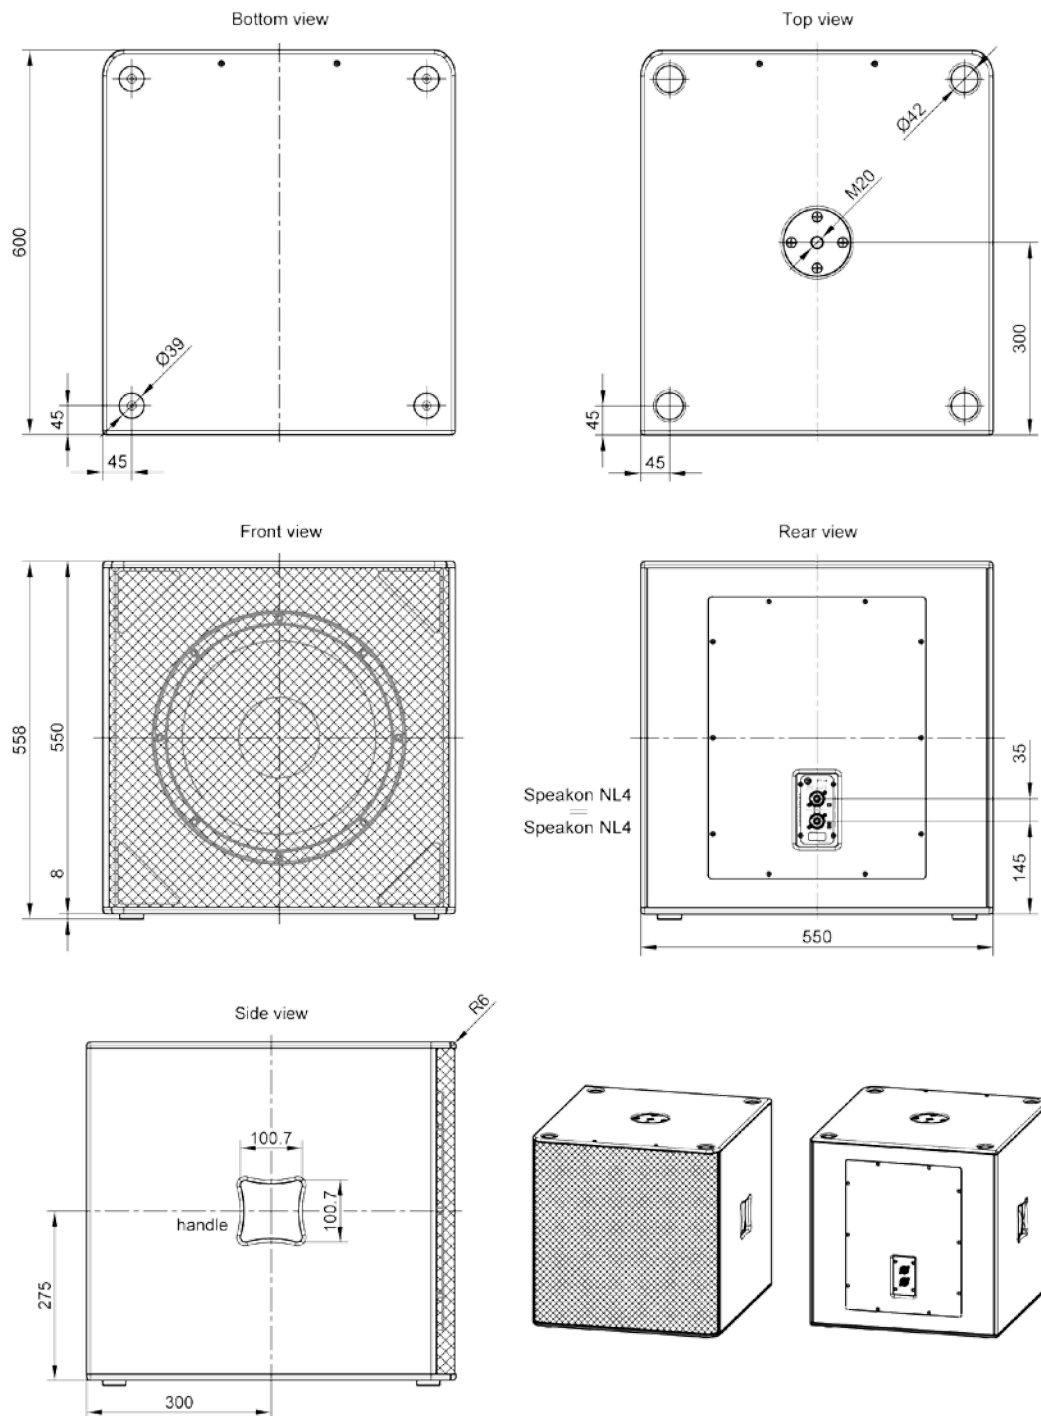 Bottom view
Top view
600
Ø39
45
45
Ø42
M20
300
45
45
Front view
Rear view
558
550
8
Speakon NL4
Speakon NL4
35
145
550
Side view
R6
100.7
100.7
handle
275
300